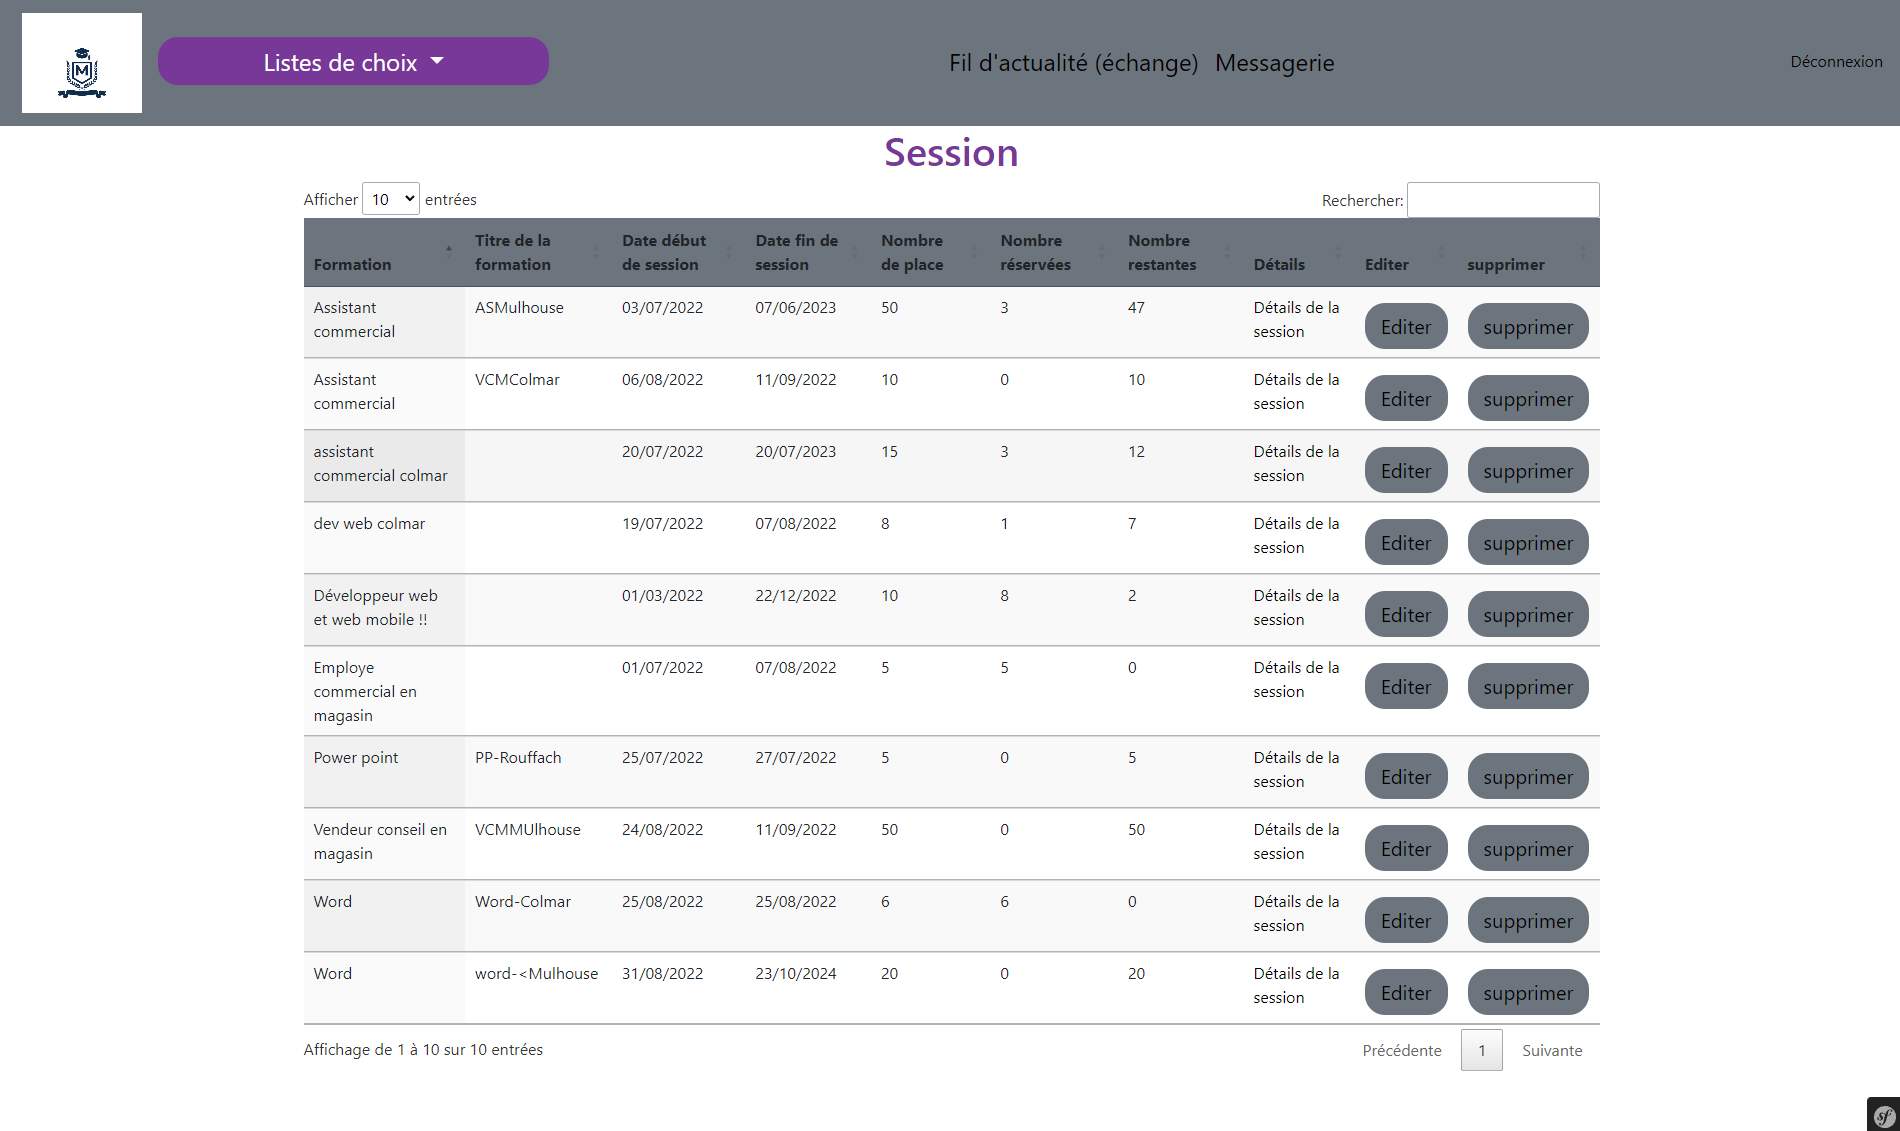 M
Listes de choix
Fil d'actualité (échange) Messagerie
Déconnexion
Session
Afficher 10 entrées
Rechercher:
Formation
Titre de la formation
Date début de session
Date fin de session
Nombre de place
Nombre réservées
Nombre restantes
Détails
Editer
supprimer
Assistant commercial ASMulhouse 03/07/2022 07/06/2023 50 3 47 Détails de la session Editer supprimer
Assistant commercial VCMColmar 06/08/2022 11/09/2022 10 0 10 Détails de la session Editer supprimer
assistant commercial colmar 20/07/2022 20/07/2023 15 3 12 Détails de la session Editer supprimer
dev web colmar 19/07/2022 07/08/2022 8 1 7 Détails de la session Editer supprimer
Développeur web et web mobile !! 01/03/2022 22/12/2022 10 8 2 Détails de la session Editer supprimer
Employe commercial en magasin 01/07/2022 07/08/2022 5 5 0 Détails de la session Editer supprimer
Power point PP-Rouffach 25/07/2022 27/07/2022 5 0 5 Détails de la session Editer supprimer
Vendeur conseil en magasin VCMMUlhouse 24/08/2022 11/09/2022 50 0 50 Détails de la session Editer supprimer
Word Word-Colmar 25/08/2022 25/08/2022 6 6 0 Détails de la session Editer supprimer
Word word-<Mulhouse 31/08/2022 23/10/2024 20 0 20 Détails de la session Editer supprimer
Affichage de 1 à 10 sur 10 entrées
Précédente 1 Suivante
sf